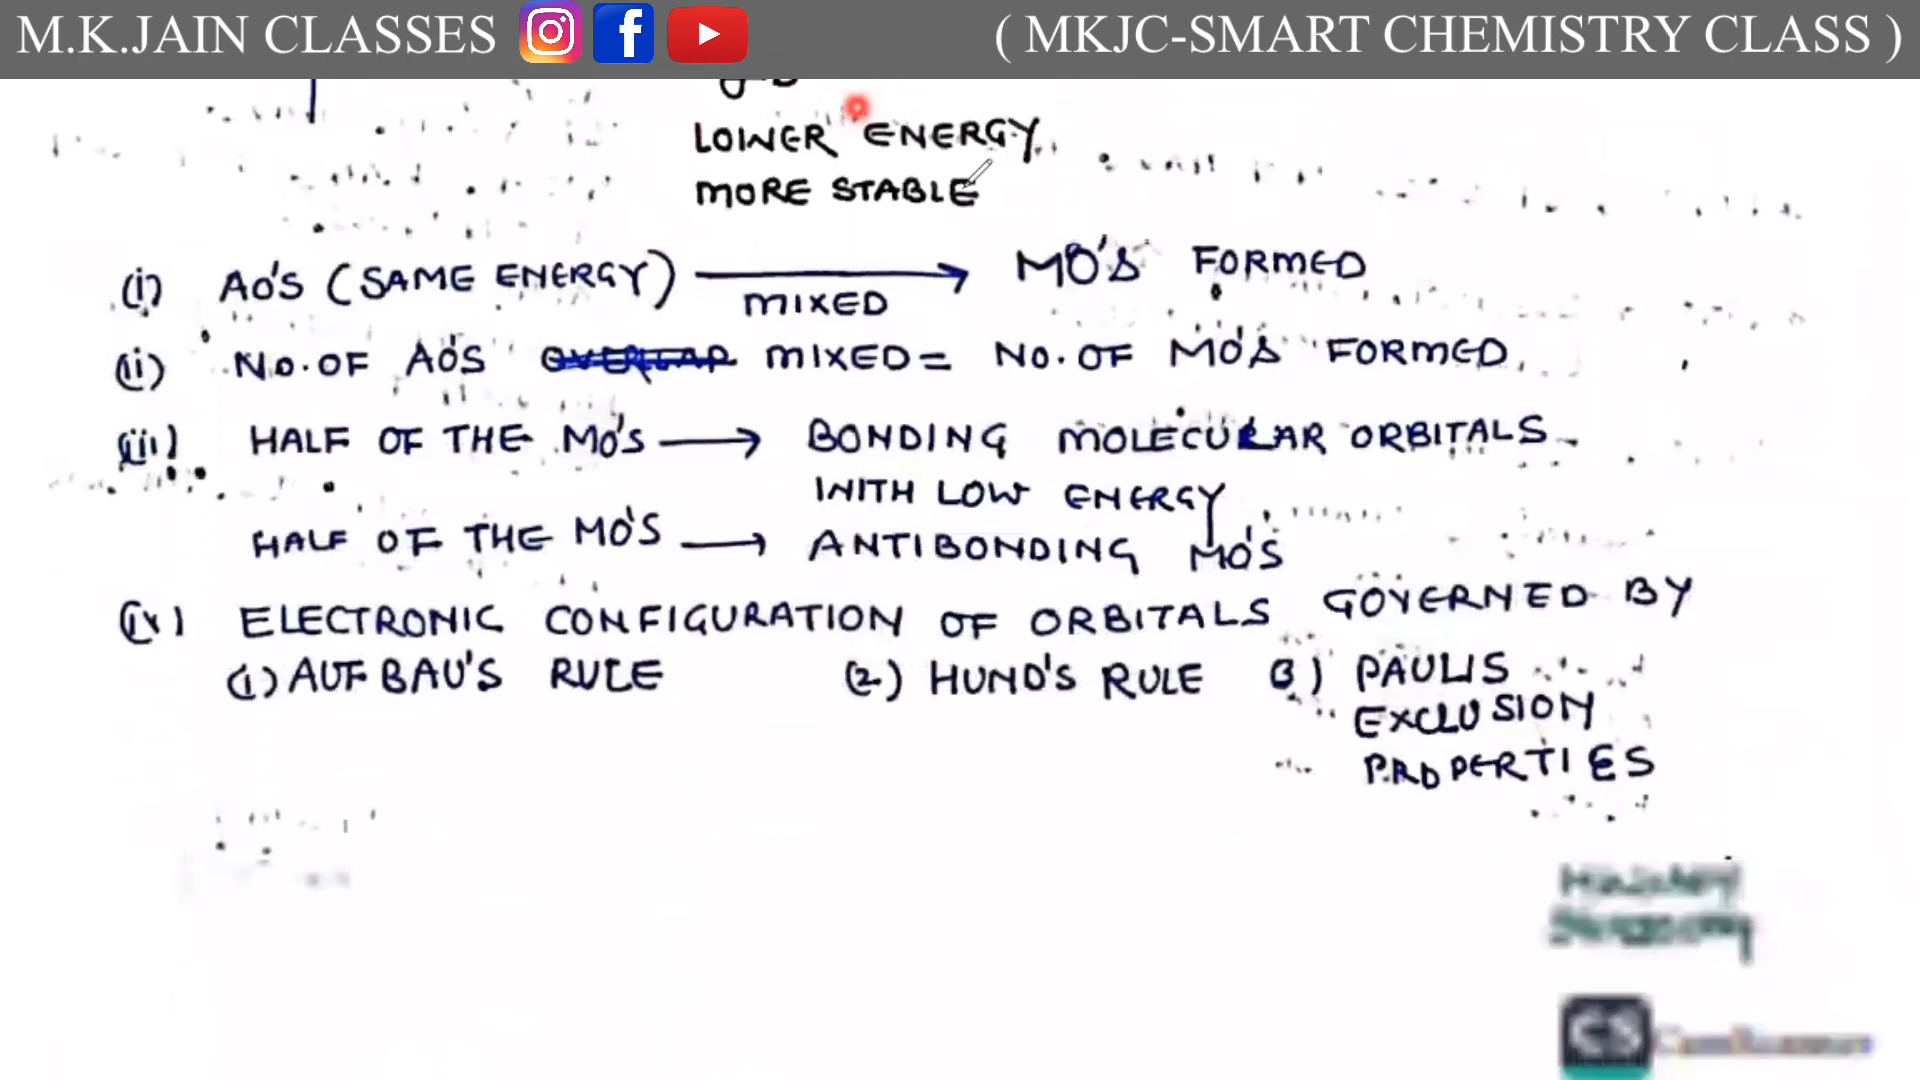 M.K.JAIN CLASSES ( MKJC-SMART CHEMISTRY CLASS )
LOWER ENERGY
MORE STABLE
(i) AO'S (SAME ENERGY) ⟶ MO'S FORMED
MIXED
(ii) NO. OF AO'S MIXED = NO. OF MO'S FORMED.
(iii) HALF OF THE MO'S ⟶ BONDING MOLECULAR ORBITALS
WITH LOW ENERGY
HALF OF THE MO'S ⟶ ANTIBONDING MO'S
(iv) ELECTRONIC CONFIGURATION OF ORBITALS GOVERNED BY
(1) AUFBAU'S RULE (2) HUND'S RULE 3) PAULIS
EXCLUSION
PROPERTIES
CS CamScanner